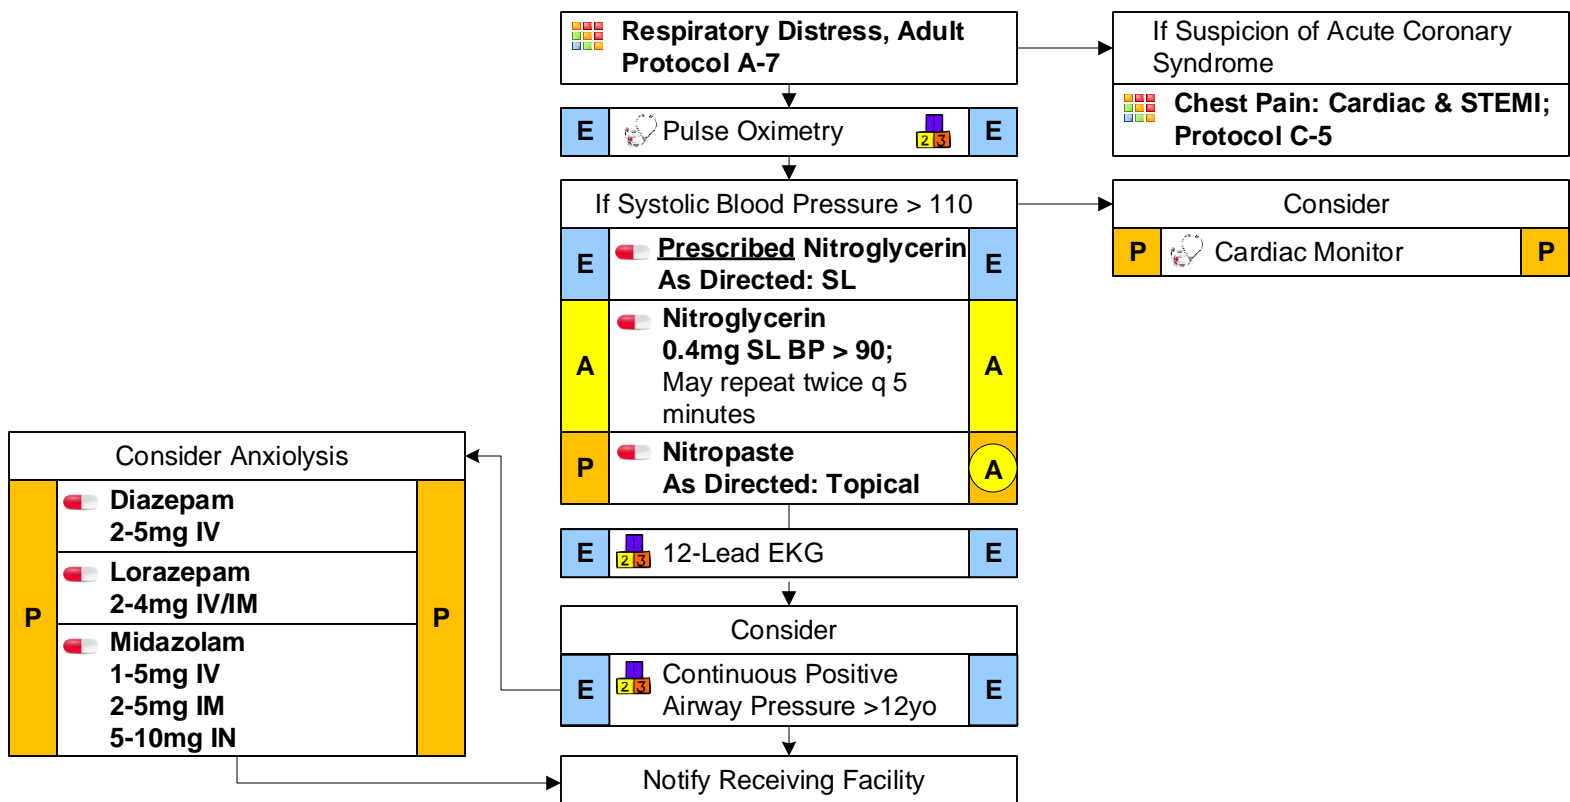 Respiratory Distress, Adult
Protocol A-7
If Suspicion of Acute Coronary
Syndrome
Chest Pain: Cardiac & STEMI;
Protocol C-5
E Pulse Oximetry 1 2 3 E
If Systolic Blood Pressure > 110
E Prescribed Nitroglycerin E
As Directed: SL
Consider
P Cardiac Monitor P
Nitroglycerin
0.4mg SL BP > 90;
A May repeat twice q 5 A
minutes
P Nitropaste A
As Directed: Topical
E 1 2 3 12-Lead EKG E
Consider
E 1 2 3 Continuous Positive E
Airway Pressure >12yo
Consider Anxiolysis
Diazepam
2-5mg IV
Lorazepam
2-4mg IV/IM
P P
Midazolam
1-5mg IV
2-5mg IM
5-10mg IN
Notify Receiving Facility